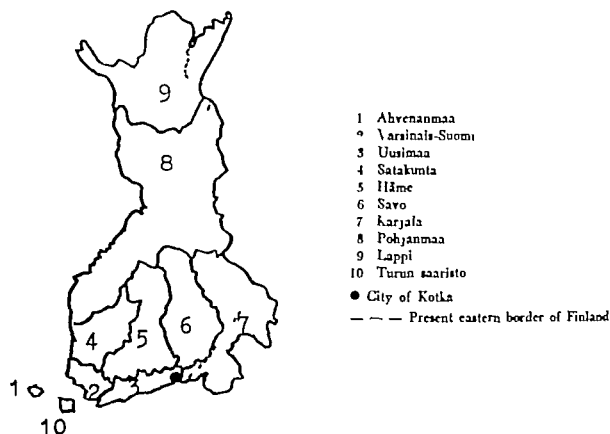 9
8
4
5
6
7
2
3
1
10
1 Ahvenanmaa
2 Varsinais-Suomi
3 Uusimaa
4 Satakunta
5 Häme
6 Savo
7 Karjala
8 Pohjanmaa
9 Lappi
10 Turun saaristo
● City of Kotka
— — — Present eastern border of Finland